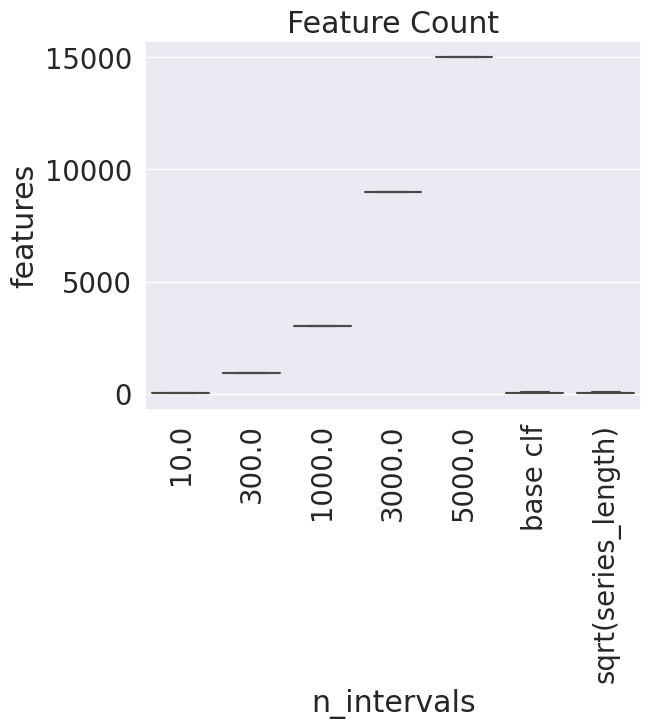 Feature Count
15000
10000
5000
0
features
10.0
300.0
1000.0
3000.0
5000.0
base clf
sqrt(series_length)
n_intervals